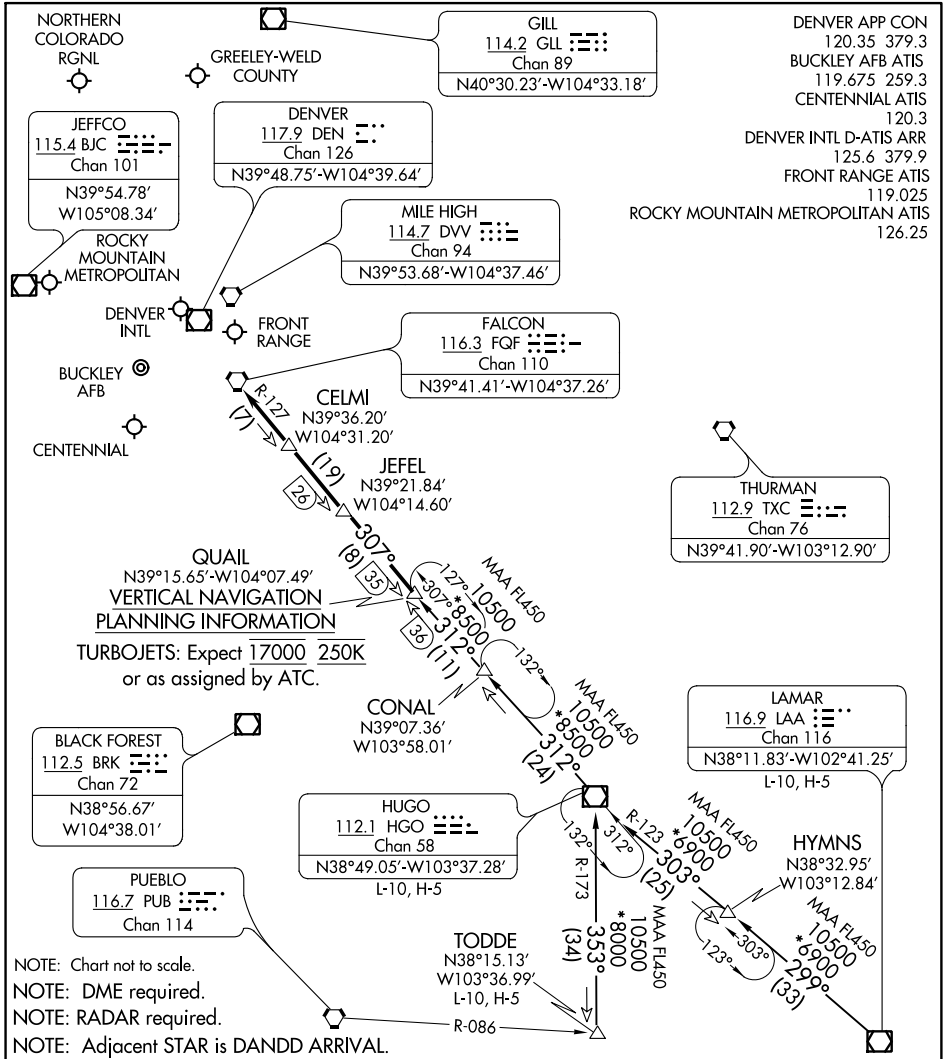 NORTHERN
COLORADO
RGNL
GREELEY-WELD
COUNTY
GILL
114.2 GLL
Chan 89
N40°30.23’-W104°33.18’
DENVER APP CON
120.35 379.3
BUCKLEY AFB ATIS
119.675 259.3
CENTENNIAL ATIS
120.3
DENVER INTL D-ATIS ARR
125.6 379.9
FRONT RANGE ATIS
119.025
ROCKY MOUNTAIN METROPOLITAN ATIS
126.25
JEFFCO
115.4 BJC
Chan 101
N39°54.78’
W105°08.34’
DENVER
117.9 DEN
Chan 126
N39°48.75’-W104°39.64’
MILE HIGH
114.7 DVV
Chan 94
N39°53.68’-W104°37.46’
ROCKY
MOUNTAIN
METROPOLITAN
DENVER
INTL
FRONT
RANGE
BUCKLEY
AFB
CENTENNIAL
FALCON
116.3 FQF
Chan 110
N39°41.41’-W104°37.26’
R-127
(7)
CELMI
N39°36.20’
W104°31.20’
(19)
26
JEFEL
N39°21.84’
W104°14.60’
307°
(8)
35
THURMAN
112.9 TXC
Chan 76
N39°41.90’-W103°12.90’
QUAIL
N39°15.65’-W104°07.49’
VERTICAL NAVIGATION
PLANNING INFORMATION
TURBOJETS: Expect 17000 250K
or as assigned by ATC.
127°
307°
MAA FL450
10500
*8500
312°
(11)
36
CONAL
N39°07.36’
W103°58.01’
132°
MAA FL450
10500
*8500
312°
(24)
BLACK FOREST
112.5 BRK
Chan 72
N38°56.67’
W104°38.01’
LAMAR
116.9 LAA
Chan 116
N38°11.83’-W102°41.25’
L-10, H-5
HUGO
112.1 HGO
Chan 58
N38°49.05’-W103°37.28’
L-10, H-5
132°
312°
R-123
MAA FL450
10500
*6900
303°
(25)
HYMNS
N38°32.95’
W103°12.84’
303°
123°
MAA FL450
10500
*6900
299°
(33)
R-173
MAA FL450
10500
*8000
353°
(34)
PUEBLO
116.7 PUB
Chan 114
TODDE
N38°15.13’
W103°36.99’
L-10, H-5
R-086
NOTE: Chart not to scale.
NOTE: DME required.
NOTE: RADAR required.
NOTE: Adjacent STAR is DANDD ARRIVAL.